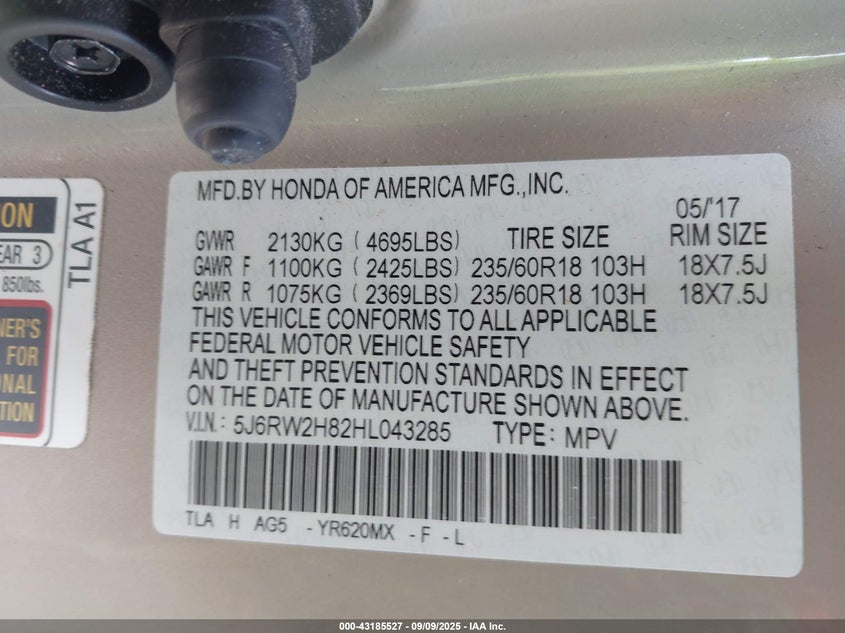 MFD.BY HONDA OF AMERICA MFG.,INC.
05/'17
GVWR 2130KG ( 4695LBS) TIRE SIZE RIM SIZE
GAWR F 1100KG ( 2425LBS) 235/60R18 103H 18X7.5J
GAWR R 1075KG ( 2369LBS) 235/60R18 103H 18X7.5J
THIS VEHICLE CONFORMS TO ALL APPLICABLE
FEDERAL MOTOR VEHICLE SAFETY
AND THEFT PREVENTION STANDARDS IN EFFECT
ON THE DATE OF MANUFACTURE SHOWN ABOVE.
V.I.N.: 5J6RW2H82HL043285 TYPE: MPV
TLA H AG5 -YR620MX -F -L
ION
EAR 3
850lbs.
NER'S
FOR
ONAL
TION
TLA A1
000-43185527 - 09/09/2025 - IAA Inc.